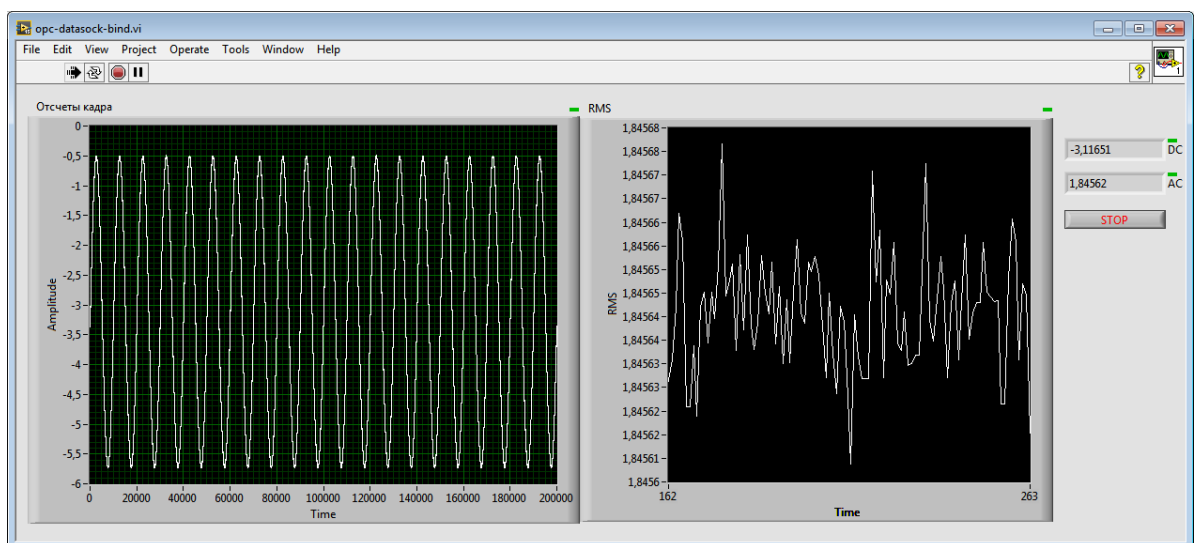 opc-datasock-bind.vi
File Edit View Project Operate Tools Window Help
?
1
Отсчеты кадра
0
-0,5
-1
-1,5
-2
-2,5
-3
-3,5
-4
-4,5
-5
-5,5
-6
Amplitude
0 20000 40000 60000 80000 100000 120000 140000 160000 180000 200000
Time
RMS
1,84568
1,84568
1,84567
1,84567
1,84566
1,84566
1,84565
1,84565
1,84564
1,84564
1,84563
1,84563
1,84562
1,84562
1,84561
1,8456
RMS
162 263
Time
-3,11651 DC
1,84562 AC
STOP